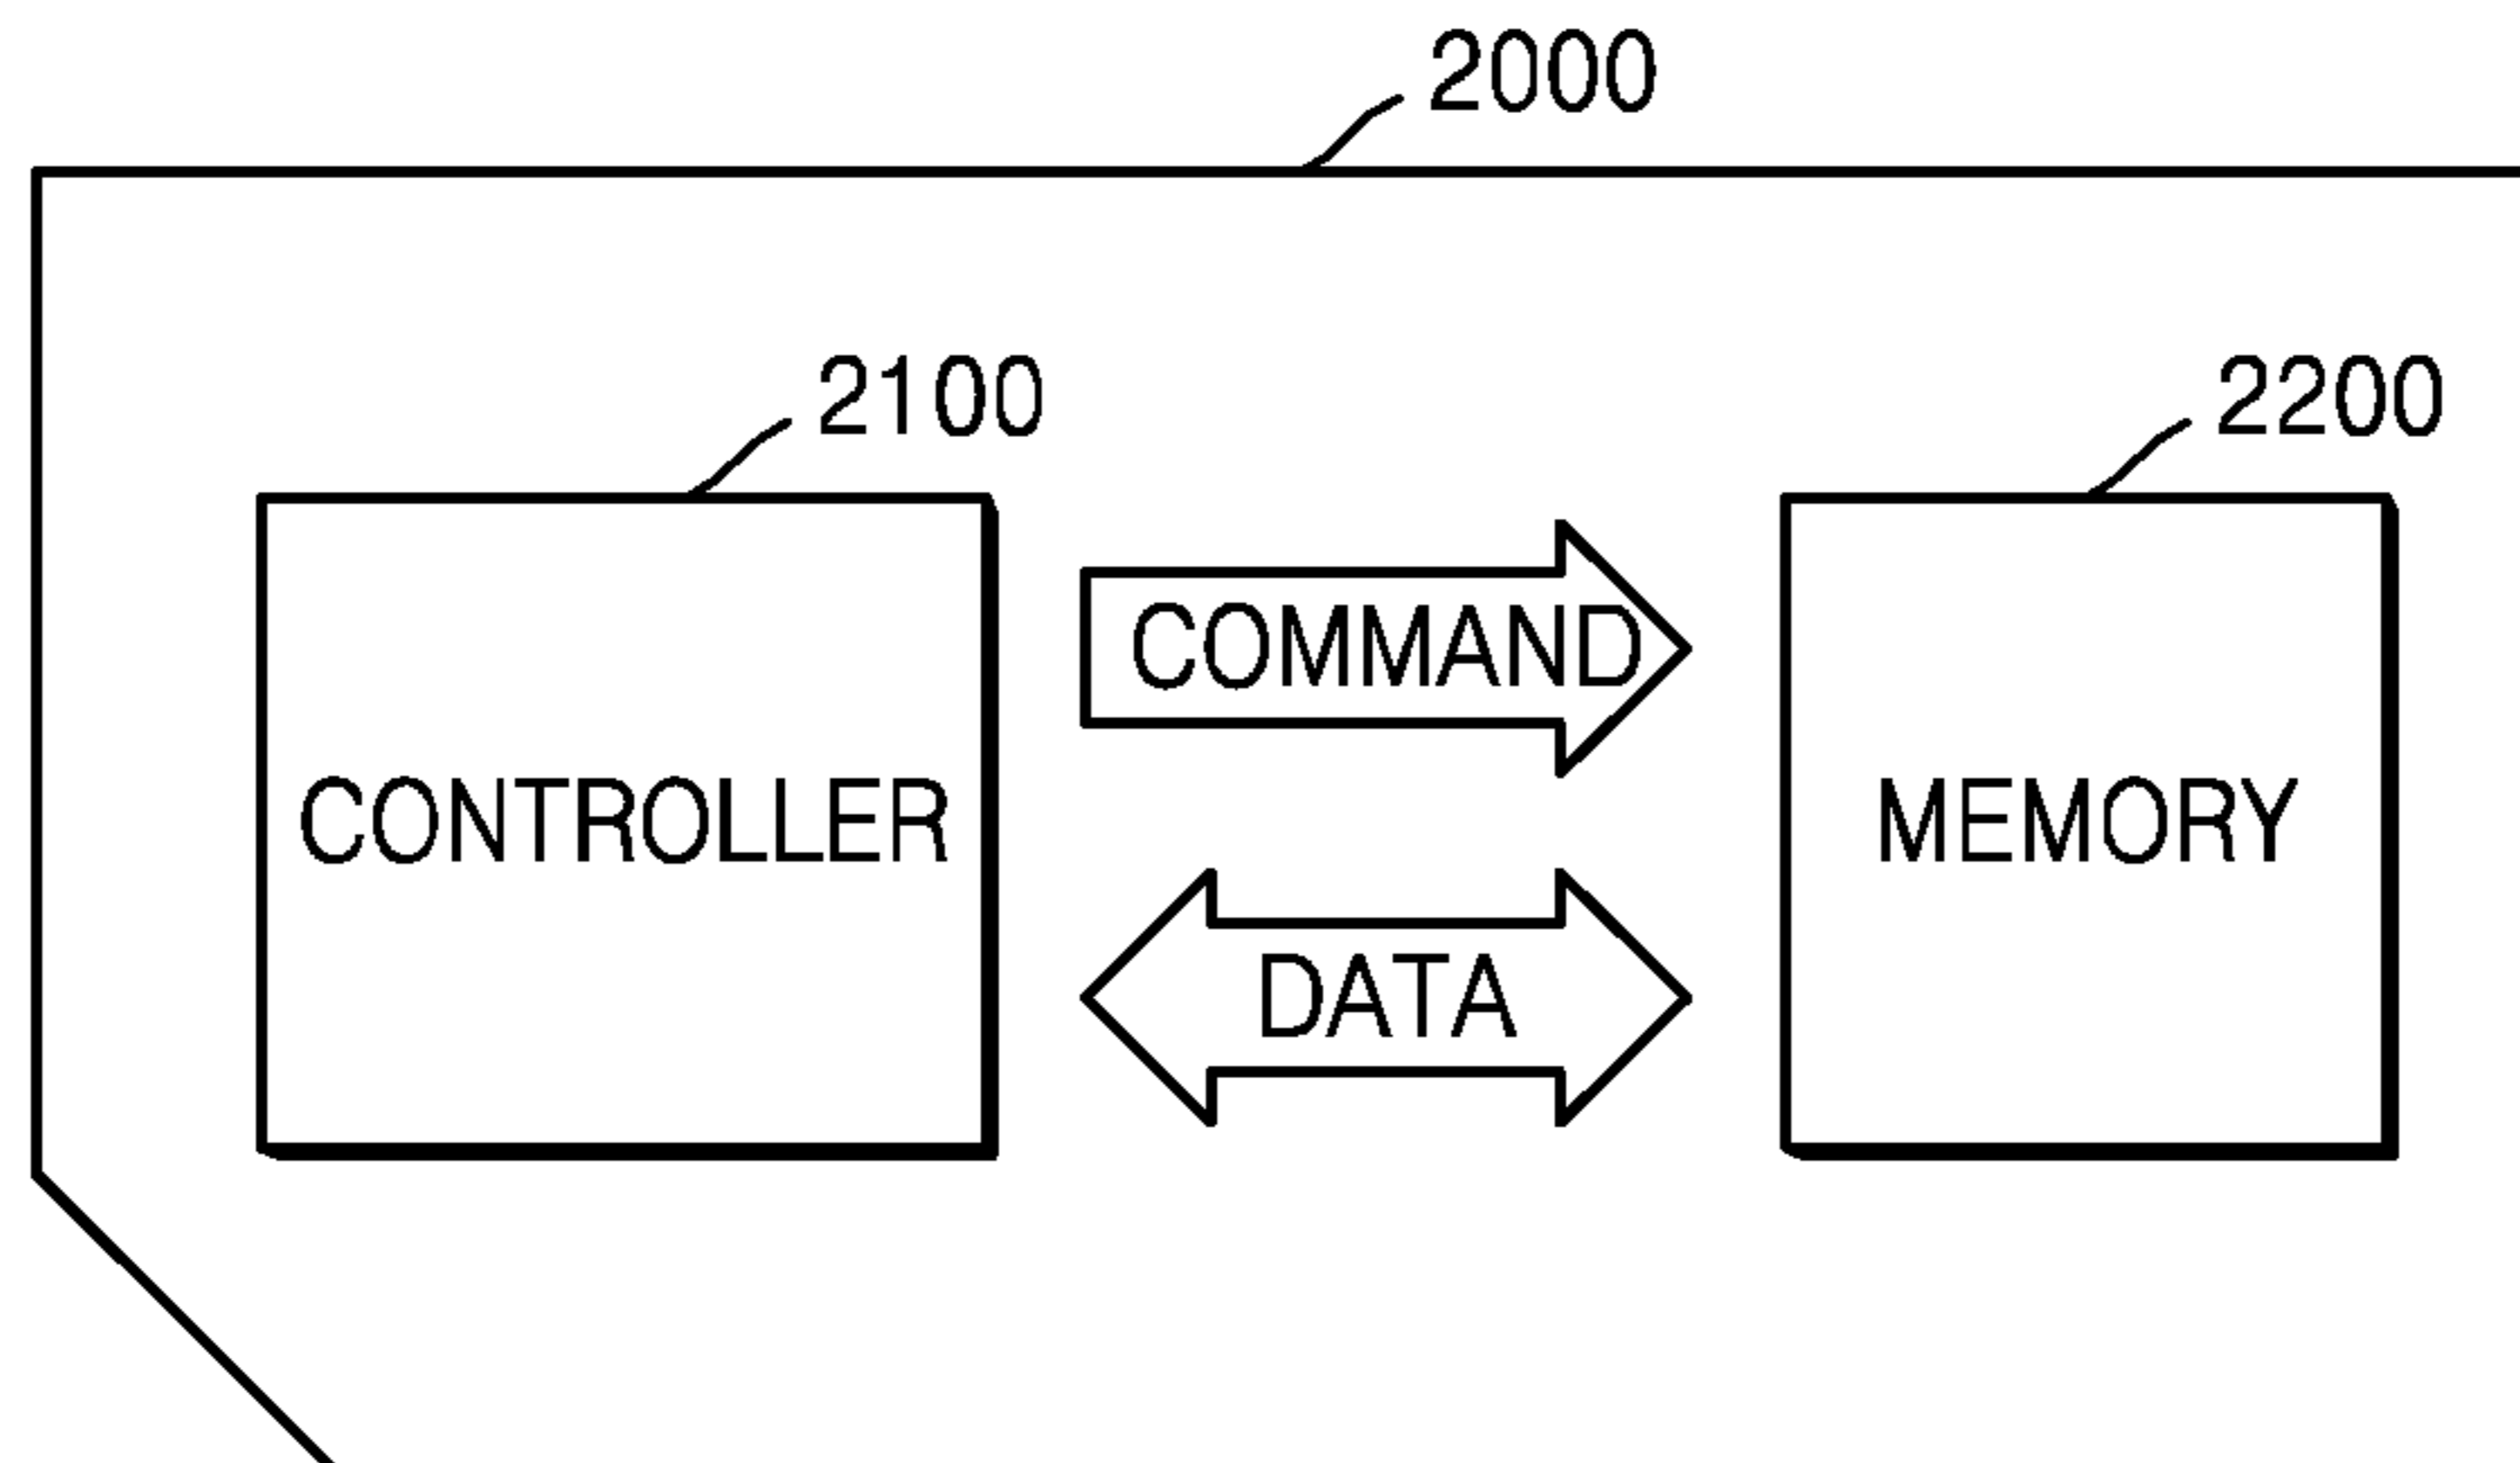 2000
2100
2200
COMMAND
CONTROLLER
MEMORY
DATA